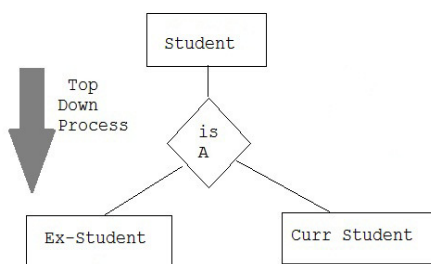 Student
Top
Down
Process
is
A
Ex-Student
Curr Student